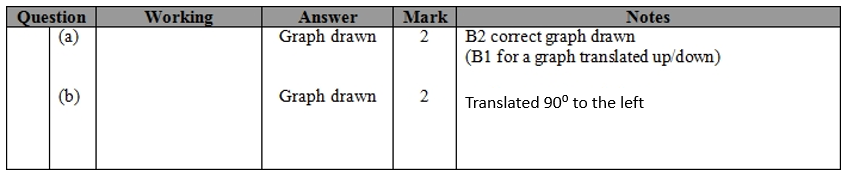 Question Working Answer Mark Notes
(a) Graph drawn 2 B2 correct graph drawn
(B1 for a graph translated up/down)
(b) Graph drawn 2 Translated 90⁰ to the left